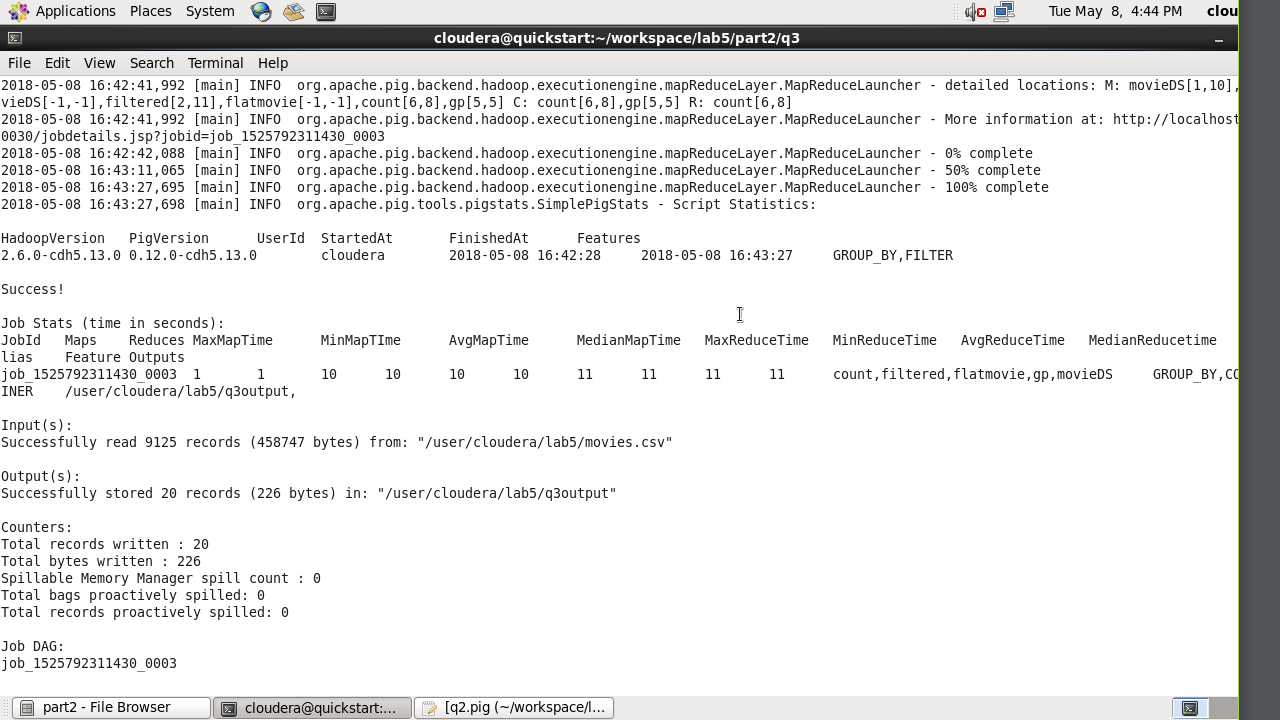 Applications Places System Tue May 8, 4:44 PM clou
cloudera@quickstart:~/workspace/lab5/part2/q3
File Edit View Search Terminal Help
2018-05-08 16:42:41,992 [main] INFO  org.apache.pig.backend.hadoop.executionengine.mapReduceLayer.MapReduceLauncher - detailed locations: M: movieDS[1,10],
vieDS[-1,-1],filtered[2,11],flatmovie[-1,-1],count[6,8],gp[5,5] C: count[6,8],gp[5,5] R: count[6,8]
2018-05-08 16:42:41,992 [main] INFO  org.apache.pig.backend.hadoop.executionengine.mapReduceLayer.MapReduceLauncher - More information at: http://localhost
0030/jobdetails.jsp?jobid=job_1525792311430_0003
2018-05-08 16:42:42,088 [main] INFO  org.apache.pig.backend.hadoop.executionengine.mapReduceLayer.MapReduceLauncher - 0% complete
2018-05-08 16:43:11,065 [main] INFO  org.apache.pig.backend.hadoop.executionengine.mapReduceLayer.MapReduceLauncher - 50% complete
2018-05-08 16:43:27,695 [main] INFO  org.apache.pig.backend.hadoop.executionengine.mapReduceLayer.MapReduceLauncher - 100% complete
2018-05-08 16:43:27,698 [main] INFO  org.apache.pig.tools.pigstats.SimplePigStats - Script Statistics:
HadoopVersion PigVersion UserId StartedAt FinishedAt Features
2.6.0-cdh5.13.0 0.12.0-cdh5.13.0 cloudera 2018-05-08 16:42:28 2018-05-08 16:43:27 GROUP_BY,FILTER
Success!
Job Stats (time in seconds):
JobId Maps Reduces MaxMapTime MinMapTIme AvgMapTime MedianMapTime MaxReduceTime MinReduceTime AvgReduceTime MedianReducetime
lias Feature Outputs
job_1525792311430_0003 1 1 10 10 10 10 11 11 11 11 count,filtered,flatmovie,gp,movieDS GROUP_BY,CO
INER /user/cloudera/lab5/q3output,
Input(s):
Successfully read 9125 records (458747 bytes) from: "/user/cloudera/lab5/movies.csv"
Output(s):
Successfully stored 20 records (226 bytes) in: "/user/cloudera/lab5/q3output"
Counters:
Total records written : 20
Total bytes written : 226
Spillable Memory Manager spill count : 0
Total bags proactively spilled: 0
Total records proactively spilled: 0
Job DAG:
job_1525792311430_0003
part2 - File Browser cloudera@quickstart:... [q2.pig (~/workspace/l...